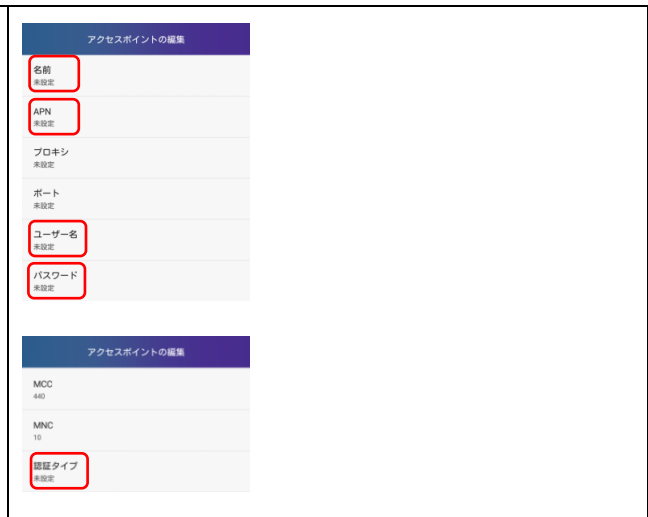 アクセスポイントの編集
名前
未設定
APN
未設定
プロキシ
未設定
ポート
未設定
ユーザー名
未設定
パスワード
未設定
アクセスポイントの編集
MCC
440
MNC
10
認証タイプ
未設定